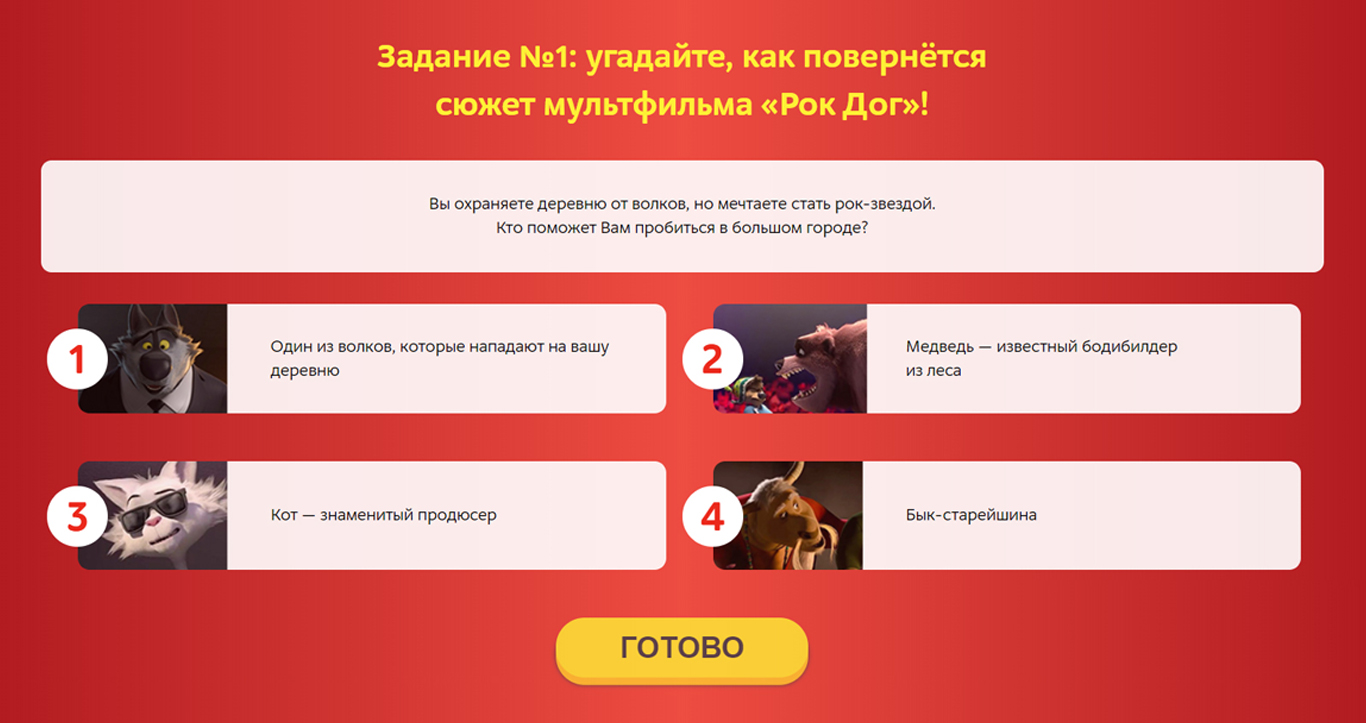 Задание №1: угадайте, как повернётся
сюжет мультфильма «Рок Дог»!
Вы охраняете деревню от волков, но мечтаете стать рок-звездой.
Кто поможет Вам пробиться в большом городе?
1
Один из волков, которые нападают на вашу
деревню
2
Медведь — известный бодибилдер
из леса
3
Кот — знаменитый продюсер
4
Бык-старейшина
ГОТОВО